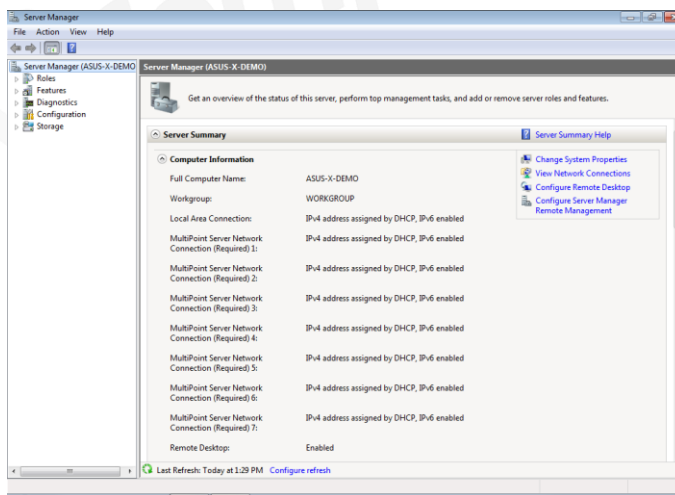 Server Manager
File Action View Help
Server Manager (ASUS-X-DEMO
Roles
Features
Diagnostics
Configuration
Storage
Server Manager (ASUS-X-DEMO)
Get an overview of the status of this server, perform top management tasks, and add or remove server roles and features.
Server Summary
Server Summary Help
Computer Information
Full Computer Name: ASUS-X-DEMO
Workgroup: WORKGROUP
Local Area Connection: IPv4 address assigned by DHCP, IPv6 enabled
MultiPoint Server Network IPv4 address assigned by DHCP, IPv6 enabled
Connection (Required) 1:
MultiPoint Server Network IPv4 address assigned by DHCP, IPv6 enabled
Connection (Required) 2:
MultiPoint Server Network IPv4 address assigned by DHCP, IPv6 enabled
Connection (Required) 3:
MultiPoint Server Network IPv4 address assigned by DHCP, IPv6 enabled
Connection (Required) 4:
MultiPoint Server Network IPv4 address assigned by DHCP, IPv6 enabled
Connection (Required) 5:
MultiPoint Server Network IPv4 address assigned by DHCP, IPv6 enabled
Connection (Required) 6:
MultiPoint Server Network IPv4 address assigned by DHCP, IPv6 enabled
Connection (Required) 7:
Remote Desktop: Enabled
Change System Properties
View Network Connections
Configure Remote Desktop
Configure Server Manager
Remote Management
Last Refresh: Today at 1:29 PM Configure refresh